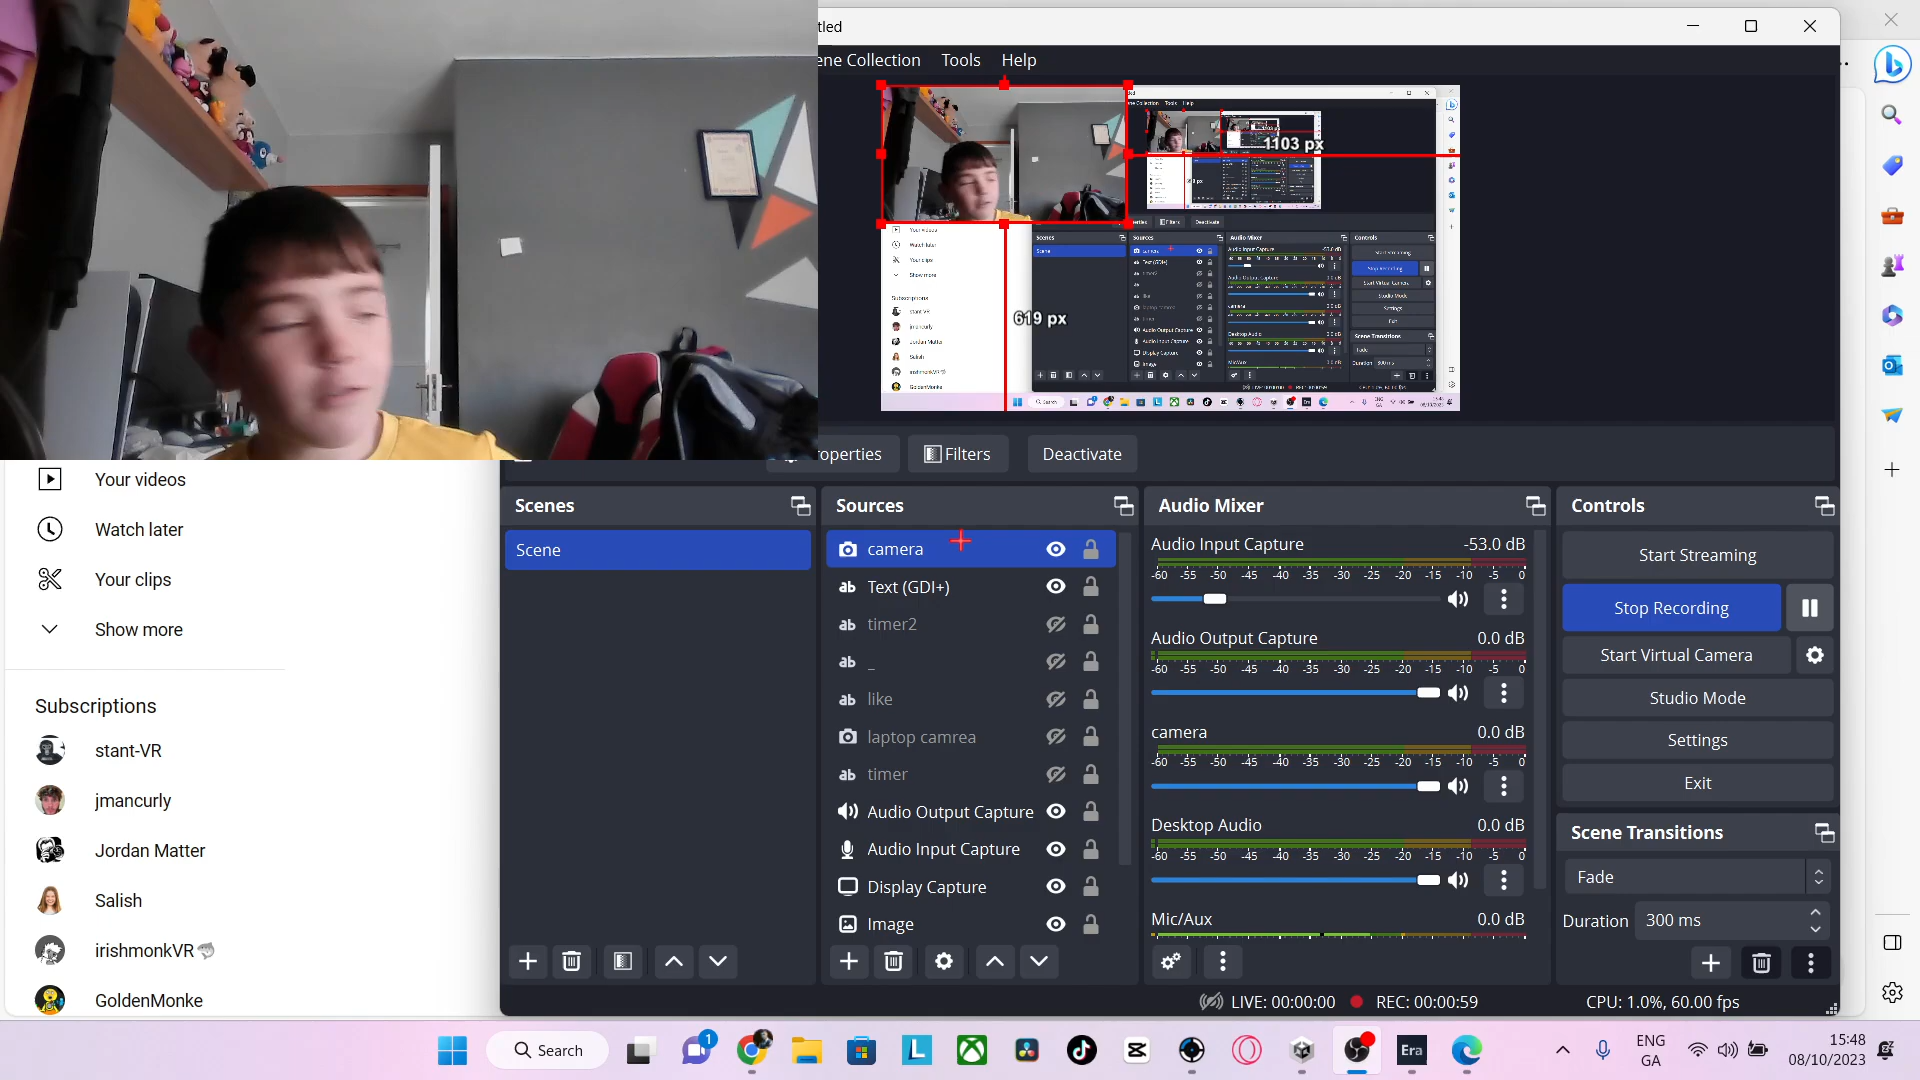 tled
ene Collection Tools Help
1103 px
619 px
Your videos
Watch later
Your clips
Show more
Subscriptions
stant-VR
jmancurly
Jordan Matter
Salish
irishmonkVR
GoldenMonke
operties Filters Deactivate
Scenes
Scene
Sources
camera
Text (GDI+)
timer2
_
like
laptop camrea
timer
Audio Output Capture
Audio Input Capture
Display Capture
Image
Audio Mixer
Audio Input Capture -53.0 dB
-60 -55 -50 -45 -40 -35 -30 -25 -20 -15 -10 -5 0
Audio Output Capture 0.0 dB
-60 -55 -50 -45 -40 -35 -30 -25 -20 -15 -10 -5 0
camera 0.0 dB
-60 -55 -50 -45 -40 -35 -30 -25 -20 -15 -10 -5 0
Desktop Audio 0.0 dB
-60 -55 -50 -45 -40 -35 -30 -25 -20 -15 -10 -5 0
Mic/Aux 0.0 dB
Controls
Start Streaming
Stop Recording
Start Virtual Camera
Studio Mode
Settings
Exit
Scene Transitions
Fade
Duration 300 ms
LIVE: 00:00:00 REC: 00:00:59 CPU: 1.0%, 60.00 fps
Search
1
Era
ENG
GA
15:48
08/10/2023